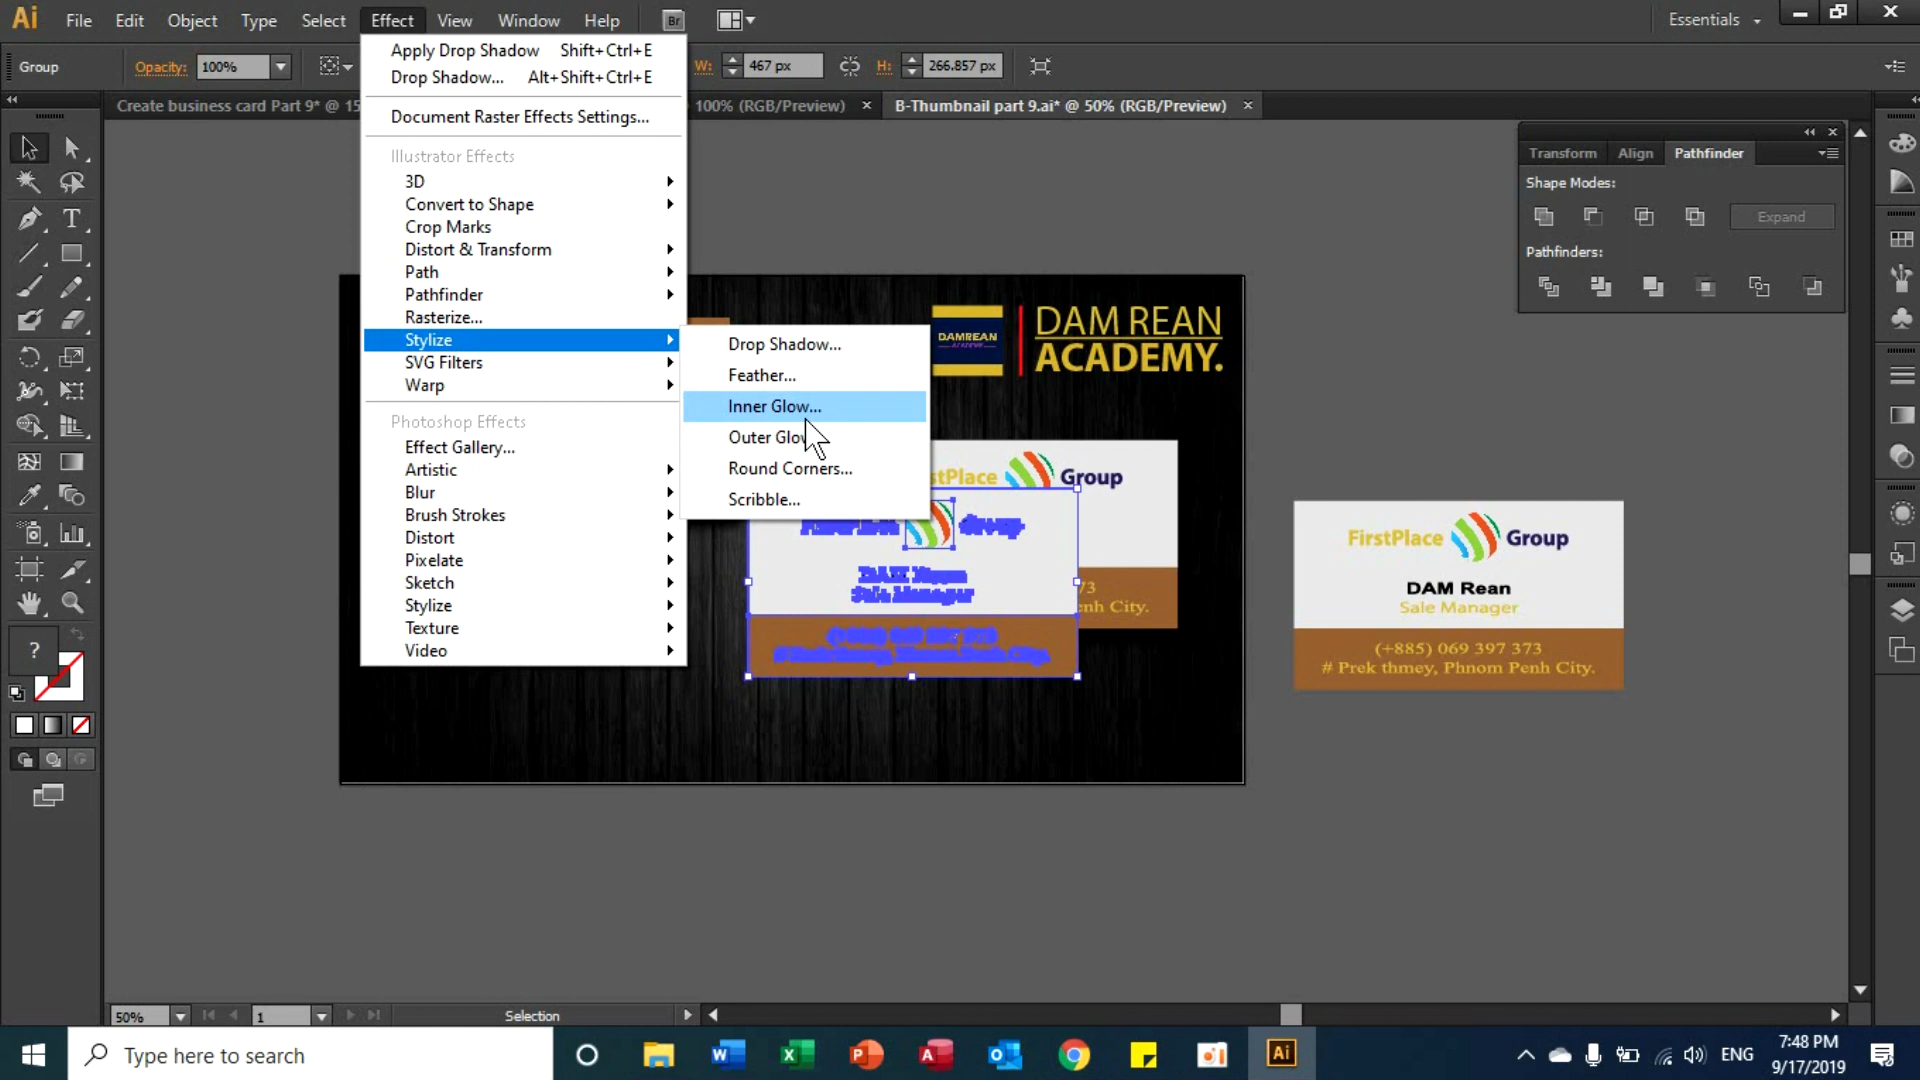 Ai File Edit Object Type Select Effect View Window Help Br Essentials
Group Opacity: 100% W: 467 px H: 266.857 px
Create business card Part 9* @ 15 100% (RGB/Preview) × B-Thumbnail part 9.ai* @ 50% (RGB/Preview) ×
Apply Drop Shadow Shift+Ctrl+E
Drop Shadow... Alt+Shift+Ctrl+E
Document Raster Effects Settings...
Illustrator Effects
3D
Convert to Shape
Crop Marks
Distort & Transform
Path
Pathfinder
Rasterize...
Stylize
SVG Filters
Warp
Photoshop Effects
Effect Gallery...
Artistic
Blur
Brush Strokes
Distort
Pixelate
Sketch
Stylize
Texture
Video
Drop Shadow...
Feather...
Inner Glow...
Outer Glo
Round Corners...
Scribble...
Transform Align Pathfinder
Shape Modes:
Expand
Pathfinders:
DAMREAN
DAM REAN
ACADEMY.
stPlace Group
73
enh City.
FirstPlace Group
DAM Rean
Sale Manager
(+885) 069 397 373
# Prek thmey, Phnom Penh City.
?
50% 1 Selection
Type here to search
ENG
7:48 PM
9/17/2019